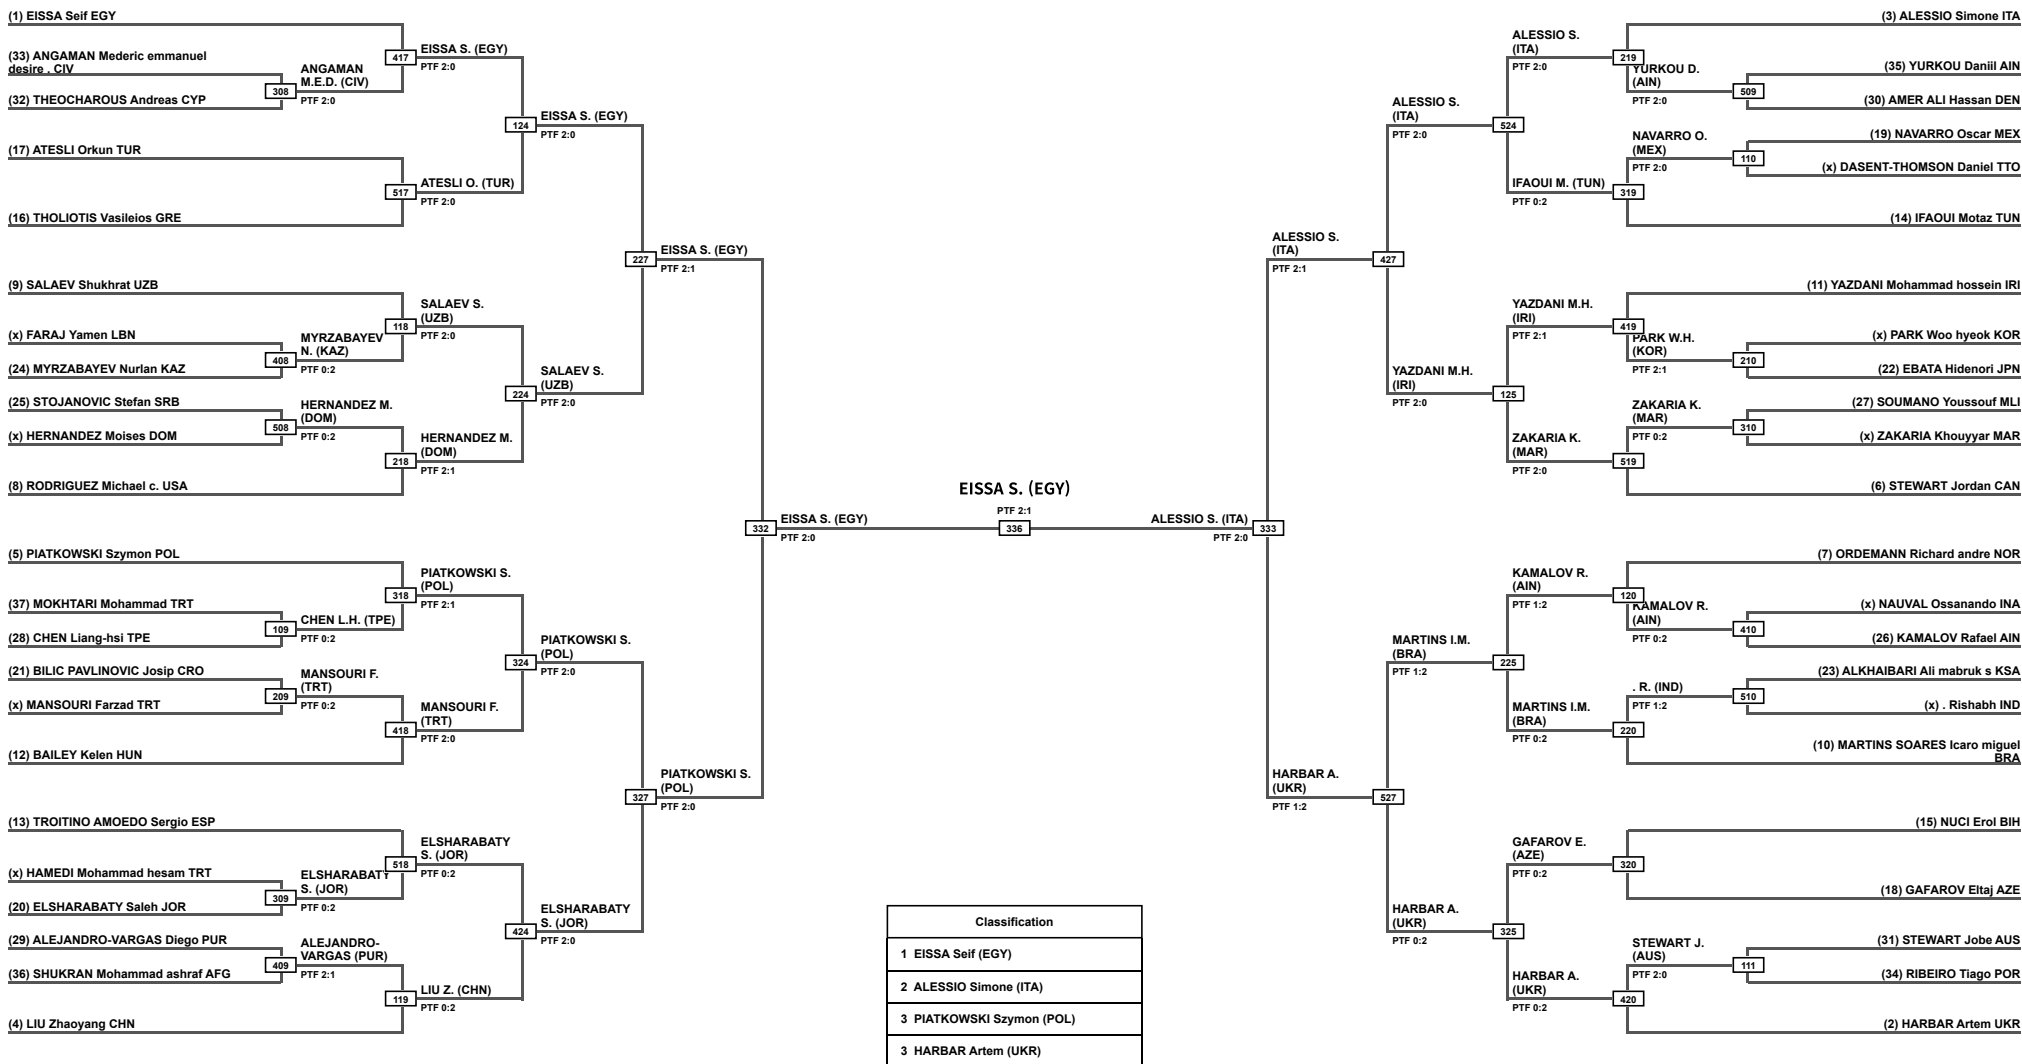 (1) EISSA Seif EGY
(33) ANGAMAN Mederic emmanuel
desire . CIV
(32) THEOCHAROUS Andreas CYP
(17) ATESLI Orkun TUR
(16) THOLIOTIS Vasileios GRE
(9) SALAEV Shukhrat UZB
(x) FARAJ Yamen LBN
(24) MYRZABAYEV Nurlan KAZ
(25) STOJANOVIC Stefan SRB
(x) HERNANDEZ Moises DOM
(8) RODRIGUEZ Michael c. USA
(5) PIATKOWSKI Szymon POL
(37) MOKHTARI Mohammad TRT
(28) CHEN Liang-hsi TPE
(21) BILIC PAVLINOVIC Josip CRO
(x) MANSOURI Farzad TRT
(12) BAILEY Kelen HUN
(13) TROITINO AMOEDO Sergio ESP
(x) HAMEDI Mohammad hesam TRT
(20) ELSHARABATY Saleh JOR
(29) ALEJANDRO-VARGAS Diego PUR
(36) SHUKRAN Mohammad ashraf AFG
(4) LIU Zhaoyang CHN
308
ANGAMAN
M.E.D. (CIV)
PTF 2:0
408
MYRZABAYEV
N. (KAZ)
PTF 0:2
508
HERNANDEZ M.
(DOM)
PTF 0:2
109
CHEN L.H. (TPE)
PTF 0:2
209
MANSOURI F.
(TRT)
PTF 0:2
309
ELSHARABATY
S. (JOR)
PTF 0:2
409
ALEJANDRO-
VARGAS (PUR)
PTF 2:1
417
EISSA S. (EGY)
PTF 2:0
517
ATESLI O. (TUR)
PTF 2:0
118
SALAEV S.
(UZB)
PTF 2:0
218
HERNANDEZ M.
(DOM)
PTF 2:1
318
PIATKOWSKI S.
(POL)
PTF 2:1
418
MANSOURI F.
(TRT)
PTF 2:0
518
ELSHARABATY
S. (JOR)
PTF 0:2
119
LIU Z. (CHN)
PTF 0:2
124
EISSA S. (EGY)
PTF 2:0
224
SALAEV S.
(UZB)
PTF 2:0
324
PIATKOWSKI S.
(POL)
PTF 2:0
424
ELSHARABATY
S. (JOR)
PTF 2:0
227
EISSA S. (EGY)
PTF 2:1
327
PIATKOWSKI S.
(POL)
PTF 2:0
332
EISSA S. (EGY)
PTF 2:0
EISSA S. (EGY)
PTF 2:1
336
ALESSIO S. (ITA)
PTF 2:0
333
ALESSIO S.
(ITA)
PTF 2:1
427
HARBAR A.
(UKR)
PTF 1:2
527
ALESSIO S.
(ITA)
PTF 2:0
524
YAZDANI M.H.
(IRI)
PTF 2:0
125
MARTINS I.M.
(BRA)
PTF 1:2
225
HARBAR A.
(UKR)
PTF 0:2
325
ALESSIO S.
(ITA)
PTF 2:0
219
IFAOUI M. (TUN)
PTF 0:2
319
YAZDANI M.H.
(IRI)
PTF 2:1
419
ZAKARIA K.
(MAR)
PTF 2:0
519
KAMALOV R.
(AIN)
PTF 1:2
120
MARTINS I.M.
(BRA)
PTF 0:2
220
GAFAROV E.
(AZE)
PTF 0:2
320
HARBAR A.
(UKR)
PTF 0:2
420
YURKOU D.
(AIN)
PTF 2:0
509
NAVARRO O.
(MEX)
PTF 2:0
110
PARK W.H.
(KOR)
PTF 2:1
210
ZAKARIA K.
(MAR)
PTF 0:2
310
KAMALOV R.
(AIN)
PTF 0:2
410
. R. (IND)
PTF 1:2
510
STEWART J.
(AUS)
PTF 2:0
111
(3) ALESSIO Simone ITA
(35) YURKOU Daniil AIN
(30) AMER ALI Hassan DEN
(19) NAVARRO Oscar MEX
(x) DASENT-THOMSON Daniel TTO
(14) IFAOUI Motaz TUN
(11) YAZDANI Mohammad hossein IRI
(x) PARK Woo hyeok KOR
(22) EBATA Hidenori JPN
(27) SOUMANO Youssouf MLI
(x) ZAKARIA Khouyyar MAR
(6) STEWART Jordan CAN
(7) ORDEMANN Richard andre NOR
(x) NAUVAL Ossanando INA
(26) KAMALOV Rafael AIN
(23) ALKHAIBARI Ali mabruk s KSA
(x) . Rishabh IND
(10) MARTINS SOARES Icaro miguel
BRA
(15) NUCI Erol BIH
(18) GAFAROV Eltaj AZE
(31) STEWART Jobe AUS
(34) RIBEIRO Tiago POR
(2) HARBAR Artem UKR
Classification
1 EISSA Seif (EGY)
2 ALESSIO Simone (ITA)
3 PIATKOWSKI Szymon (POL)
3 HARBAR Artem (UKR)